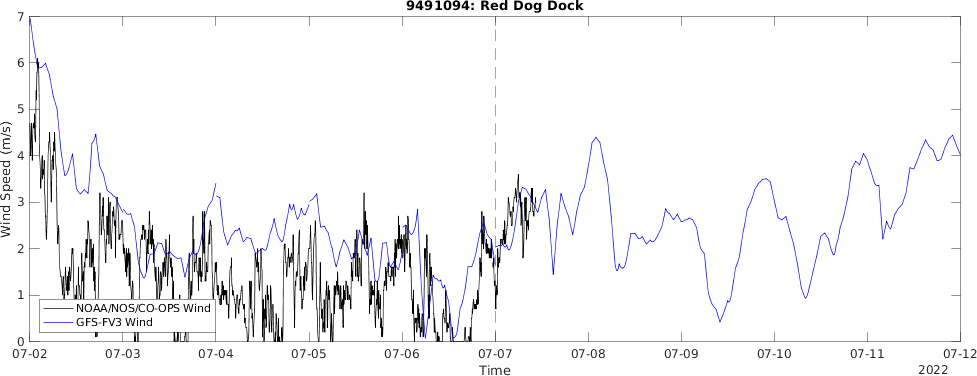 9491094: Red Dog Dock
Wind Speed (m/s)
7
6
5
4
3
2
1
0
NOAA/NOS/CO-OPS Wind
GFS-FV3 Wind
07-02 07-03 07-04 07-05 07-06 07-07 07-08 07-09 07-10 07-11 07-12
Time
2022